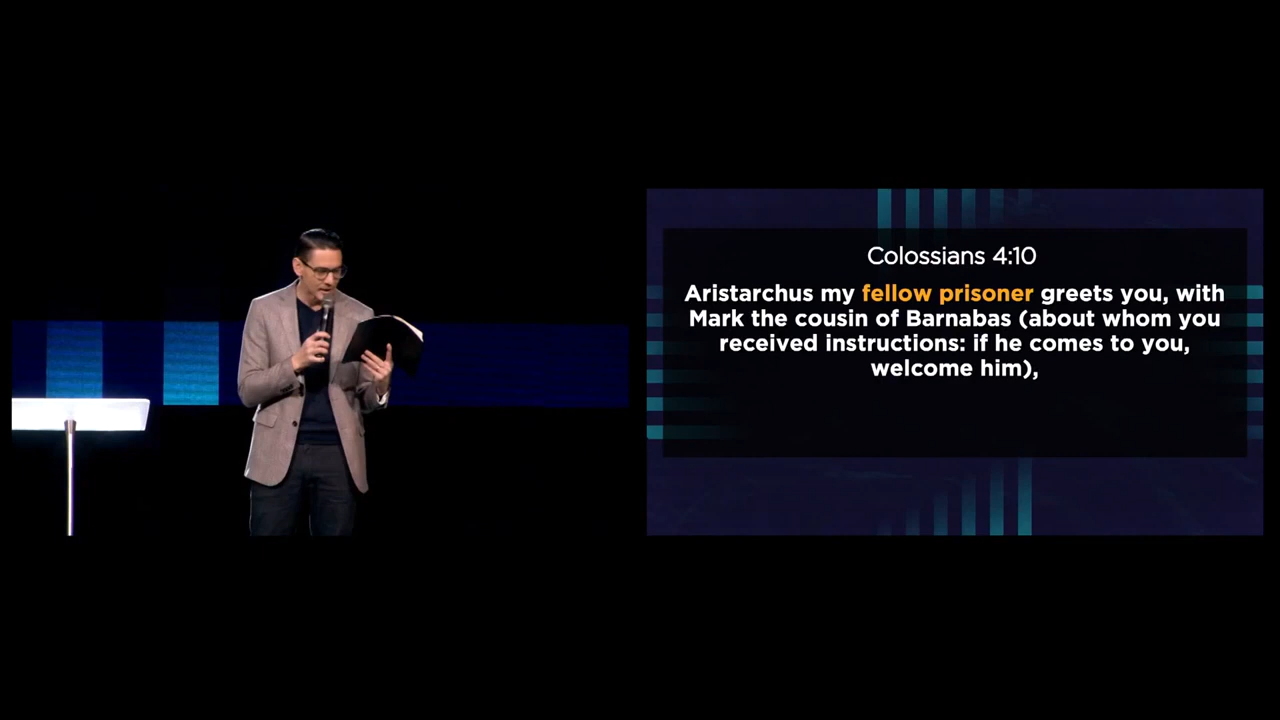 Colossians 4:10
Aristarchus my fellow prisoner greets you, with
Mark the cousin of Barnabas (about whom you
received instructions: if he comes to you,
welcome him),